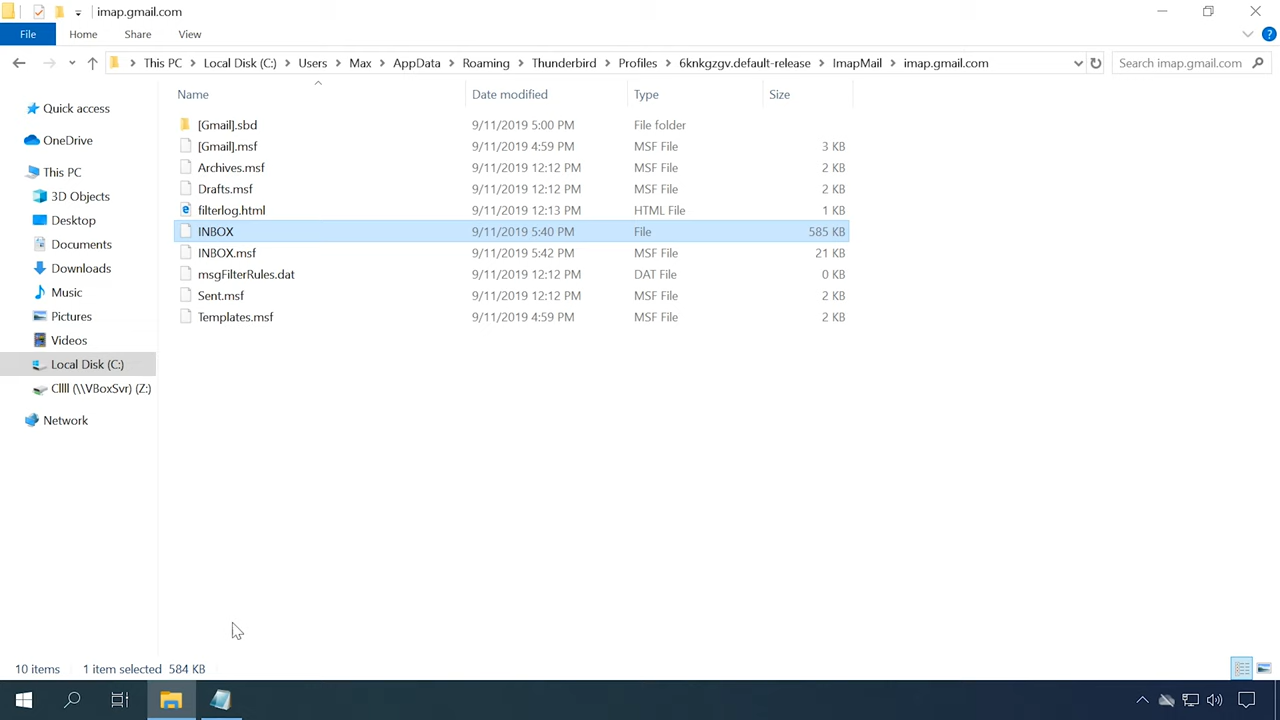 imap.gmail.com
File Home Share View
This PC Local Disk (C:) Users Max AppData Roaming Thunderbird Profiles 6knkgzgv.default-release ImapMail imap.gmail.com
Search imap.gmail.com
Name Date modified Type Size
[Gmail].sbd 9/11/2019 5:00 PM File folder
[Gmail].msf 9/11/2019 4:59 PM MSF File 3 KB
Archives.msf 9/11/2019 12:12 PM MSF File 2 KB
Drafts.msf 9/11/2019 12:12 PM MSF File 2 KB
filterlog.html 9/11/2019 12:13 PM HTML File 1 KB
INBOX 9/11/2019 5:40 PM File 585 KB
INBOX.msf 9/11/2019 5:42 PM MSF File 21 KB
msgFilterRules.dat 9/11/2019 12:12 PM DAT File 0 KB
Sent.msf 9/11/2019 12:12 PM MSF File 2 KB
Templates.msf 9/11/2019 4:59 PM MSF File 2 KB
Quick access
OneDrive
This PC
3D Objects
Desktop
Documents
Downloads
Music
Pictures
Videos
Local Disk (C:)
Cllll (\\VBoxSvr) (Z:)
Network
10 items 1 item selected 584 KB